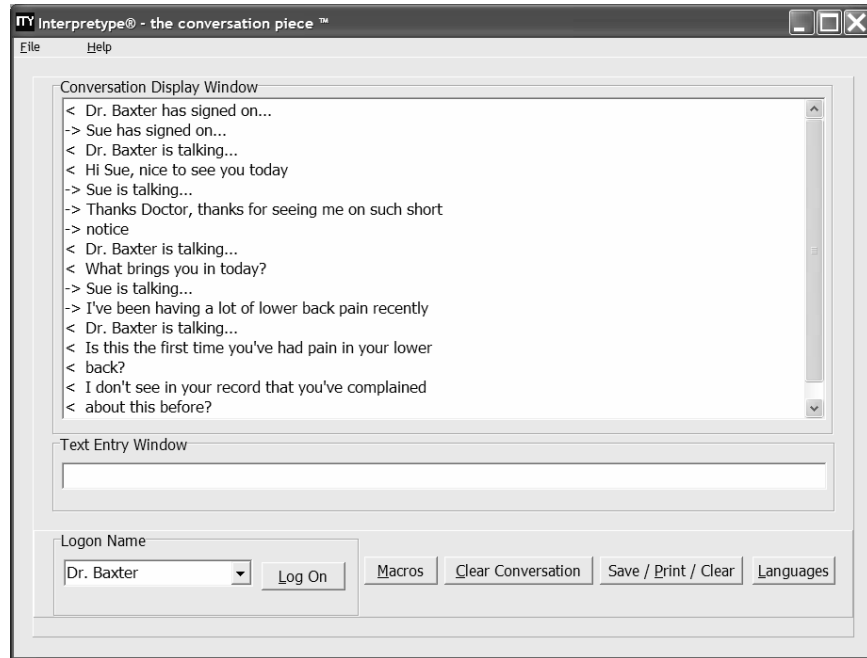 ITY Interpretype® - the conversation piece ™
File Help
Conversation Display Window
< Dr. Baxter has signed on...
-> Sue has signed on...
< Dr. Baxter is talking...
< Hi Sue, nice to see you today
-> Sue is talking...
-> Thanks Doctor, thanks for seeing me on such short
-> notice
< Dr. Baxter is talking...
< What brings you in today?
-> Sue is talking...
-> I've been having a lot of lower back pain recently
< Dr. Baxter is talking...
< Is this the first time you've had pain in your lower
< back?
< I don't see in your record that you've complained
< about this before?
Text Entry Window
Logon Name
Dr. Baxter
Log On
Macros
Clear Conversation
Save / Print / Clear
Languages